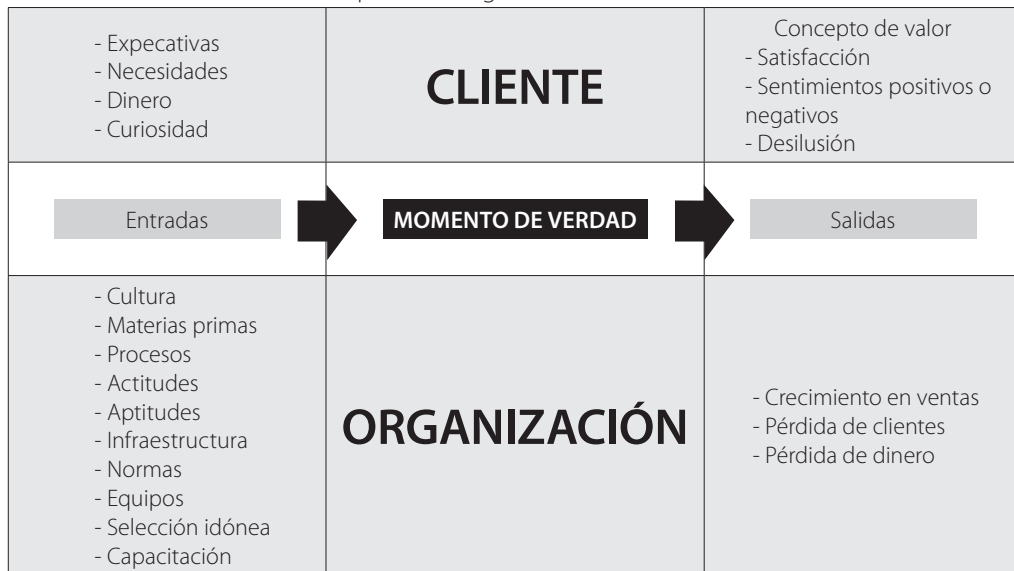 - Expecativas
- Necesidades
- Dinero
- Curiosidad
CLIENTE
Concepto de valor
- Satisfacción
- Sentimientos positivos o
negativos
- Desilusión
Entradas
MOMENTO DE VERDAD
Salidas
- Cultura
- Materias primas
- Procesos
- Actitudes
- Aptitudes
- Infraestructura
- Normas
- Equipos
- Selección idónea
- Capacitación
ORGANIZACIÓN
- Crecimiento en ventas
- Pérdida de clientes
- Pérdida de dinero